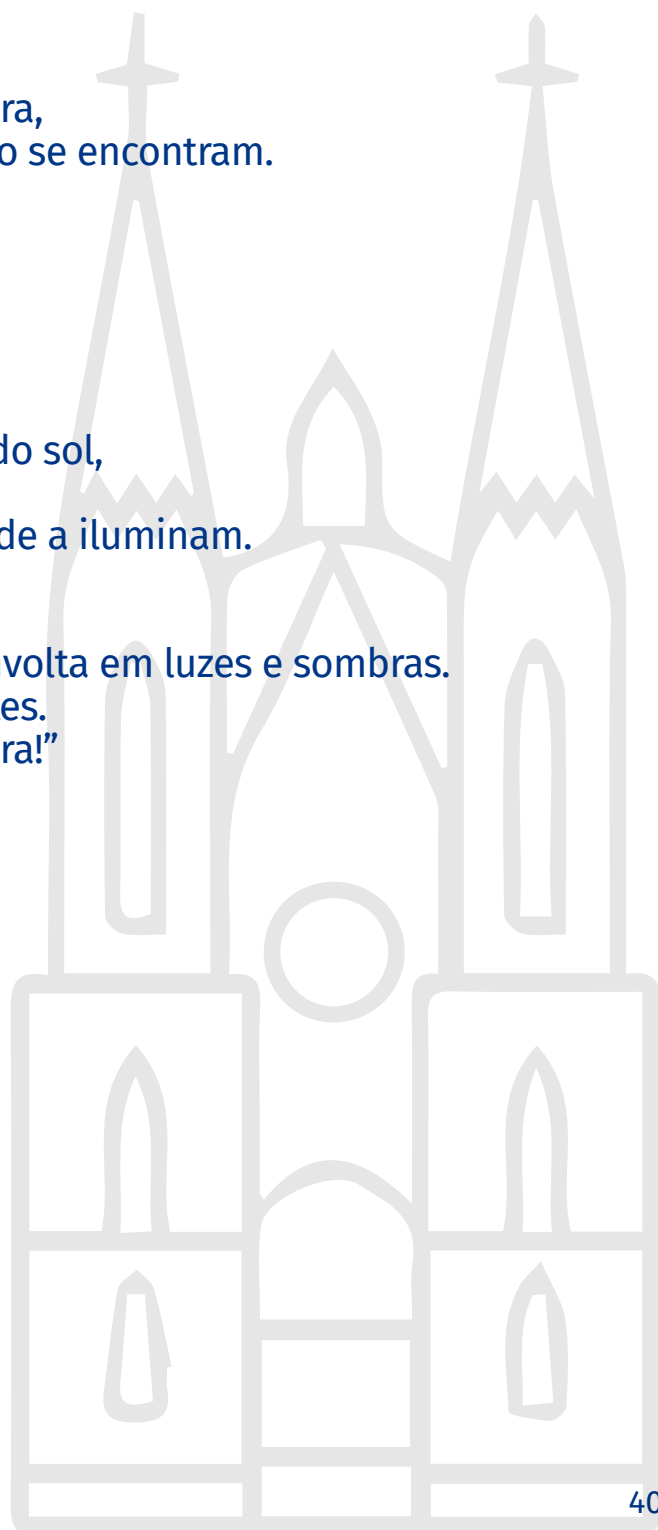 ra,
o se encontram.
do sol,
de a iluminam.
volta em luzes e sombras.
es.
ra!”
40